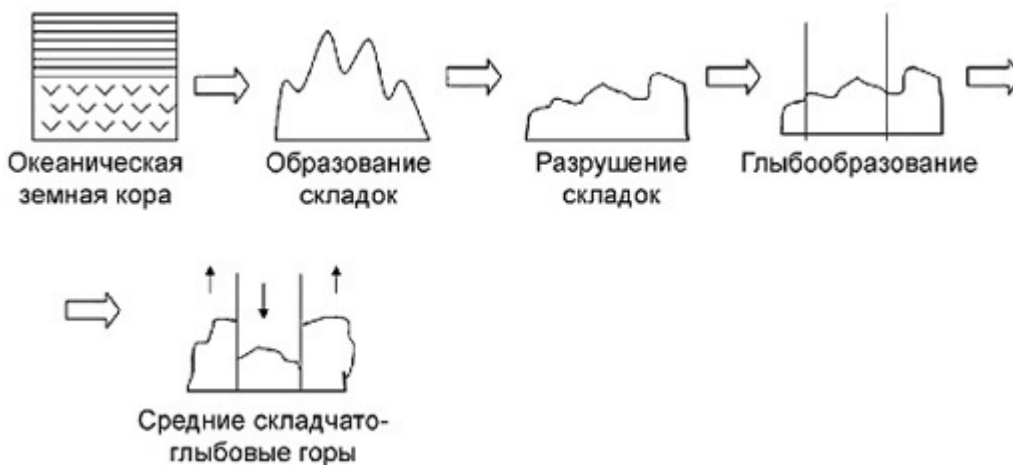 Океаническая
земная кора
Образование
складок
Разрушение
складок
Глыбообразование
Средние складчато-
глыбовые горы